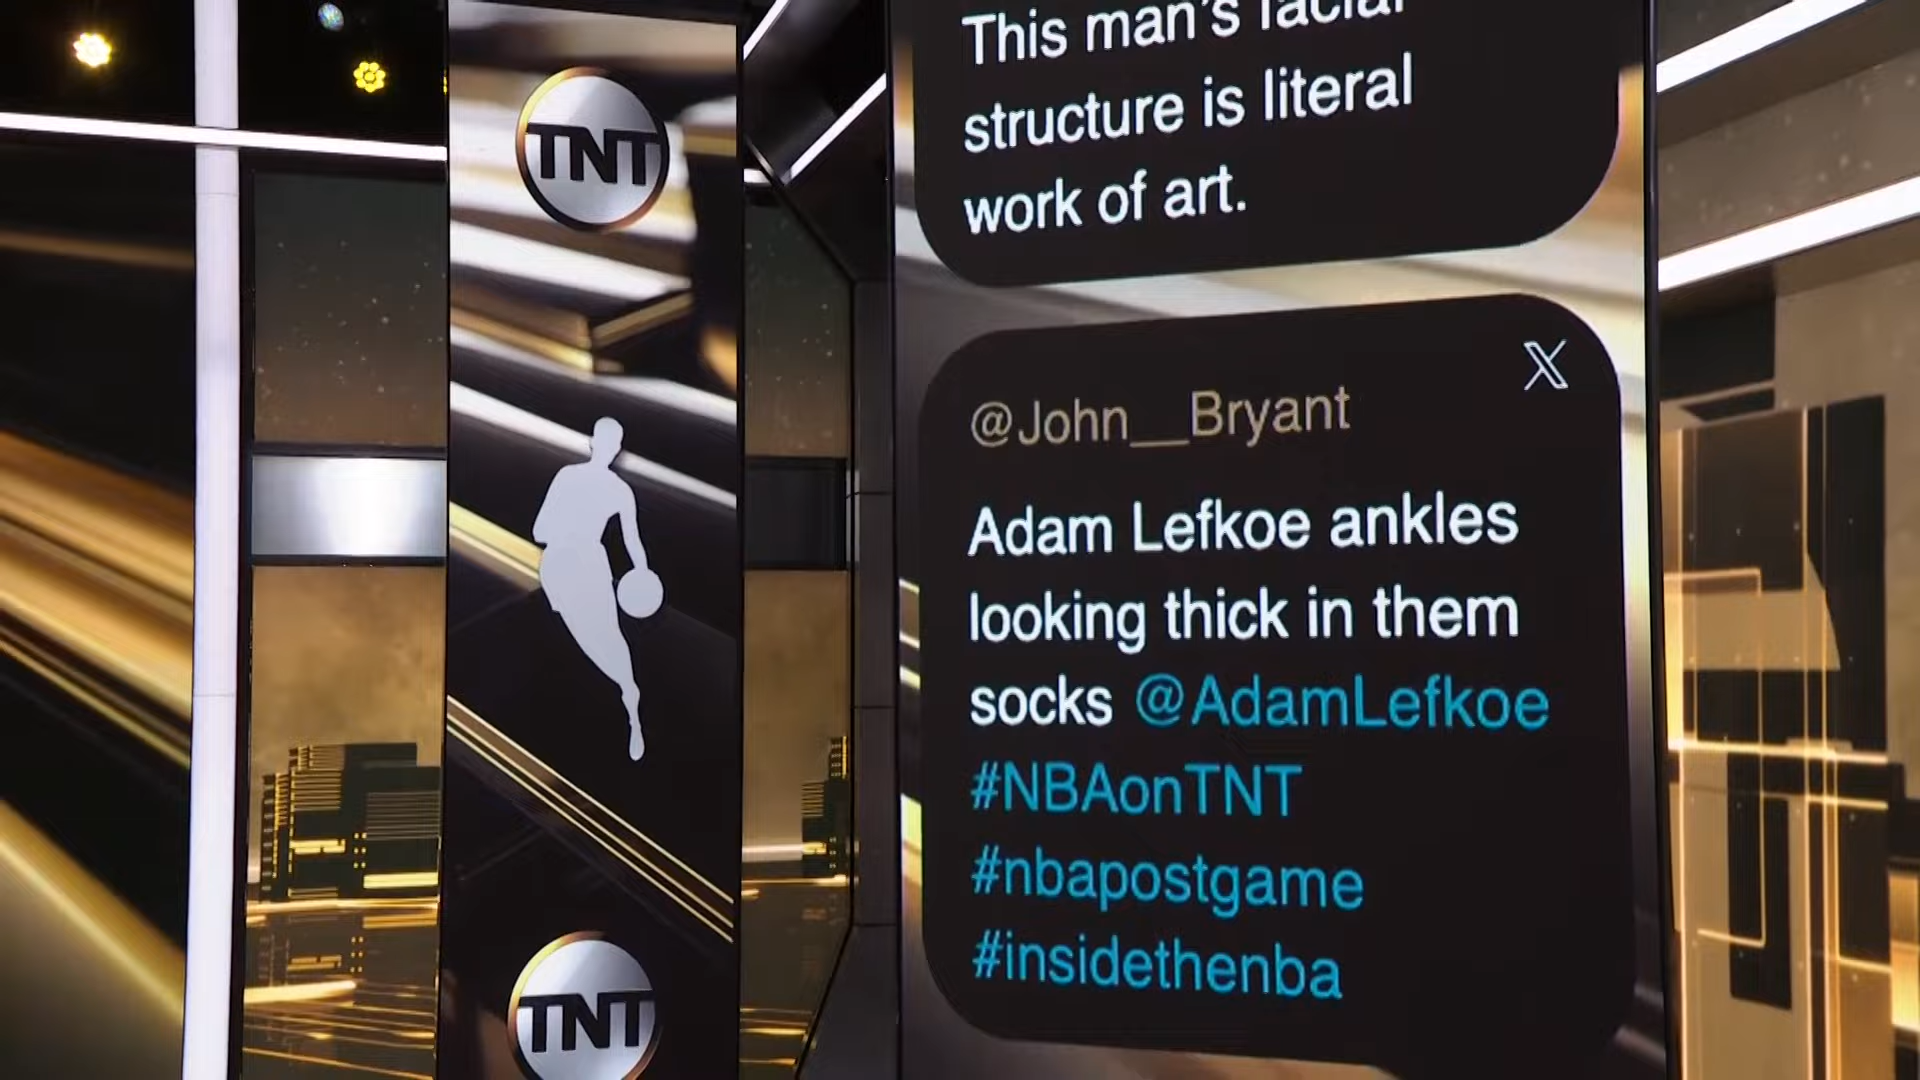 TNT
TNT
This man's facial
structure is literal
work of art.
@John__Bryant
Adam Lefkoe ankles
looking thick in them
socks @AdamLefkoe
#NBAonTNT
#nbapostgame
#insidethenba